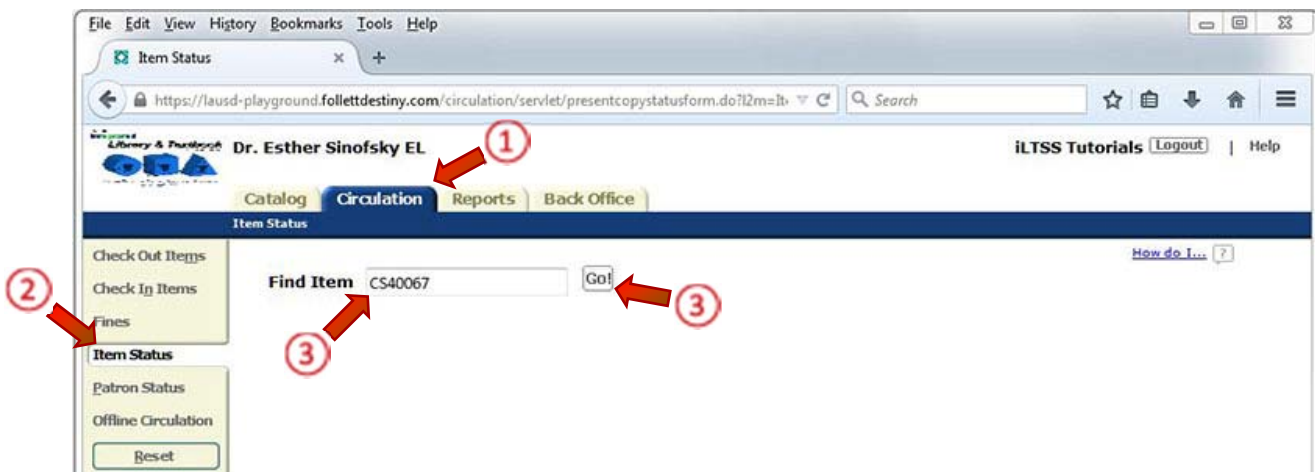 File Edit View History Bookmarks Tools Help
Item Status × +
https://lausd-playground.follettdestiny.com/circulation/servlet/presentcopystatusform.do?l2m=It Search
Library & Textbook
Dr. Esther Sinofsky EL 1 iLTSS Tutorials Logout | Help
Catalog Circulation Reports Back Office
Item Status
Check Out Items How do I... ?
2 Check In Items Find Item CS40067 Go! 3
Fines
3
Item Status
Patron Status
Offline Circulation
Reset